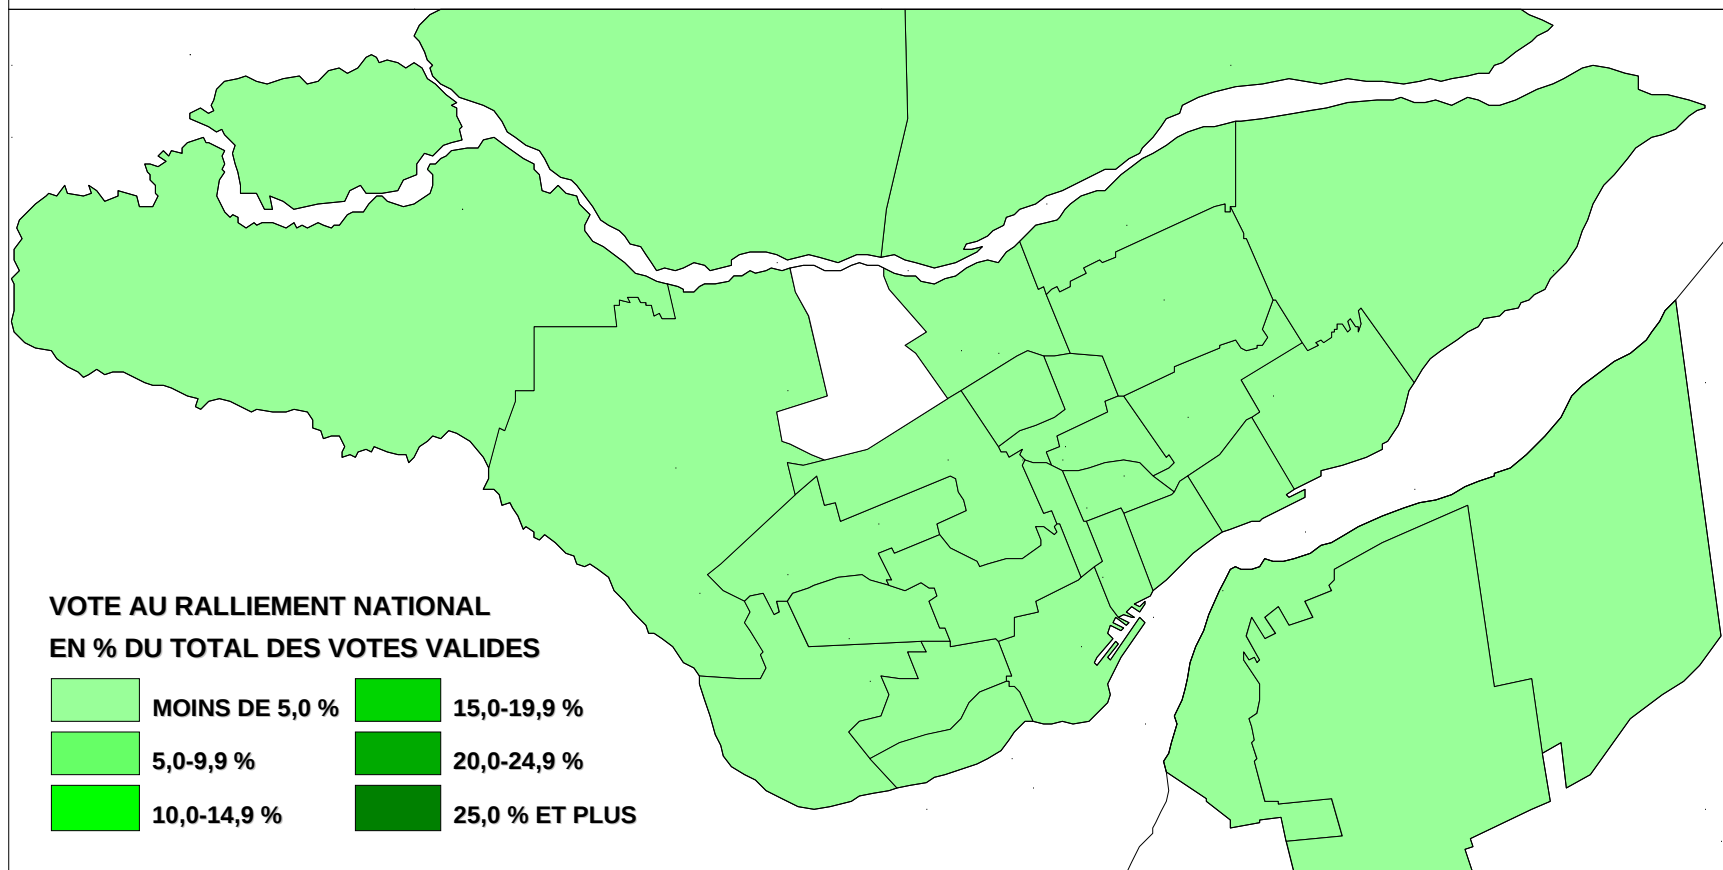 VOTE AU RALLIEMENT NATIONAL
EN % DU TOTAL DES VOTES VALIDES
MOINS DE 5,0 %
5,0-9,9 %
10,0-14,9 %
15,0-19,9 %
20,0-24,9 %
25,0 % ET PLUS